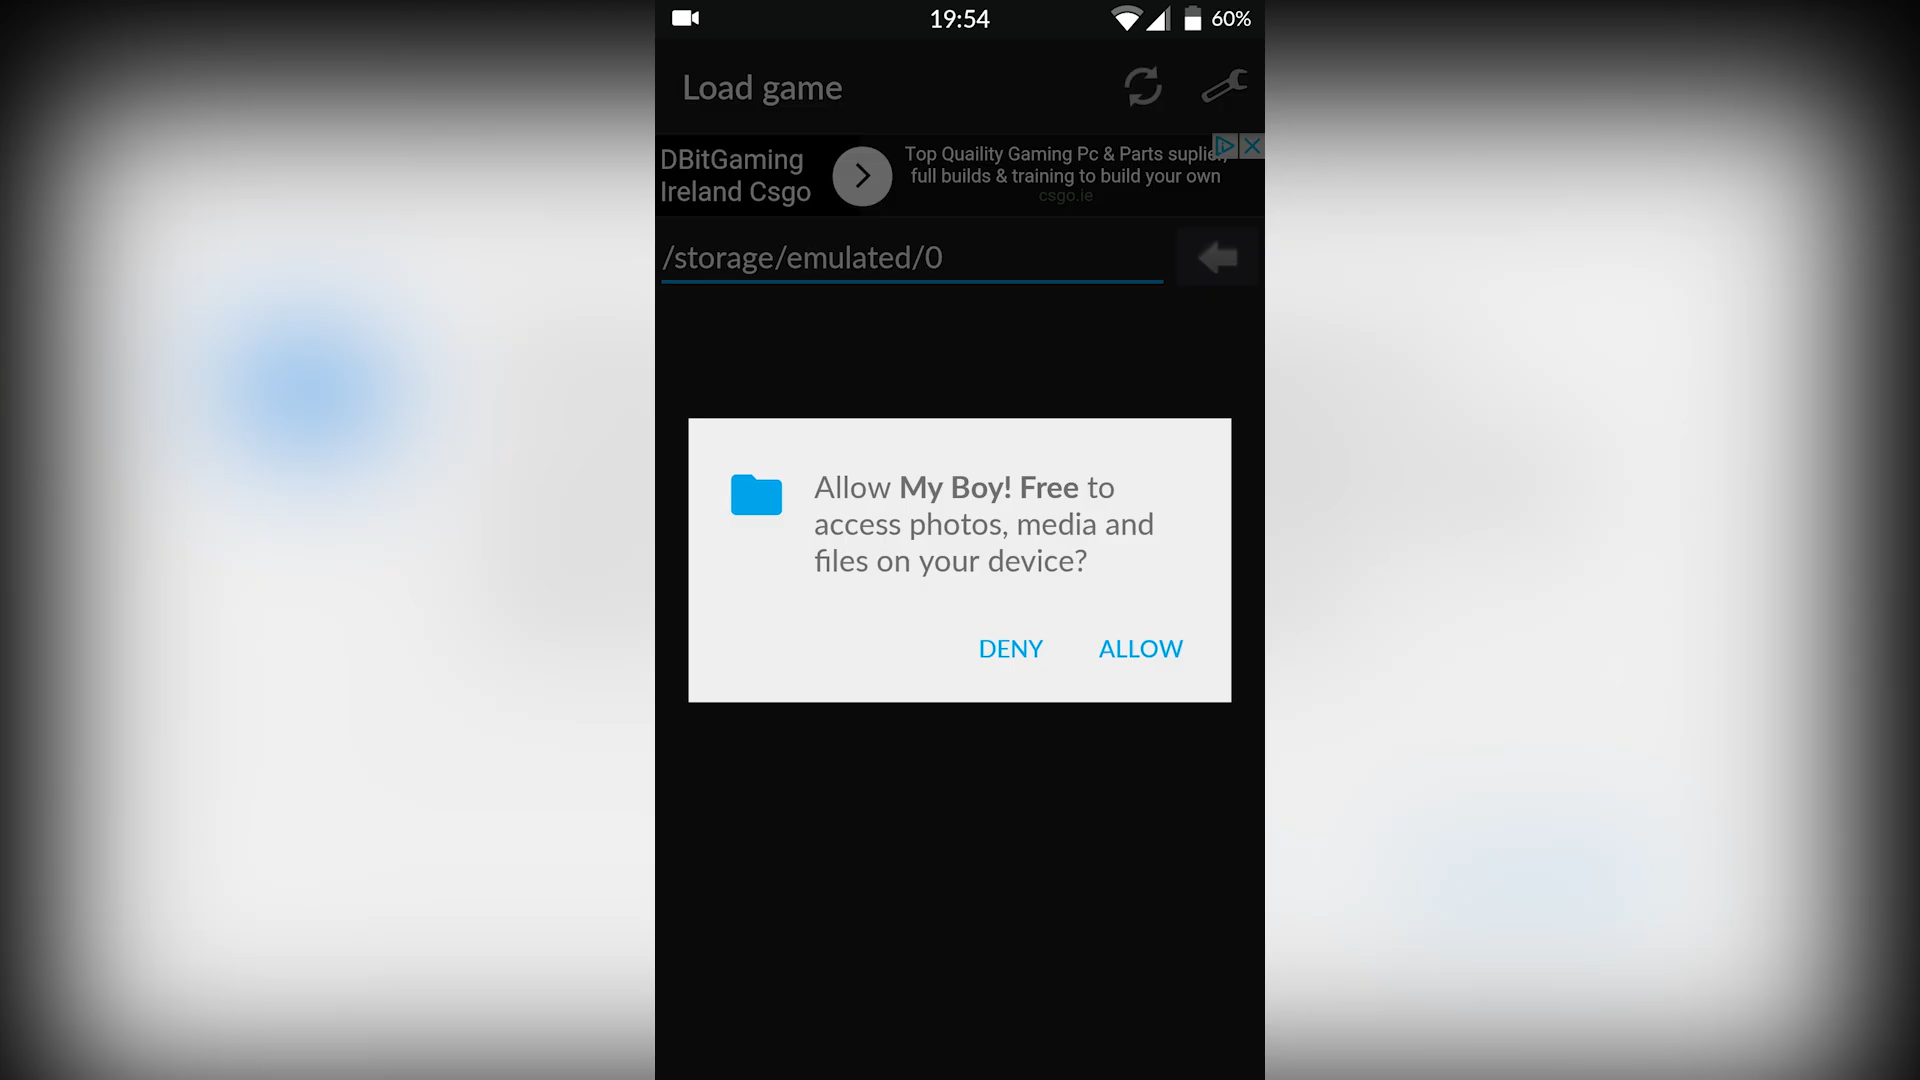 19:54
60%
Load game
DBitGaming
Ireland Csgo
Top Quaility Gaming Pc & Parts suplier,
full builds & training to build your own
csgo.ie
/storage/emulated/0
Allow My Boy! Free to
access photos, media and
files on your device?
DENY
ALLOW